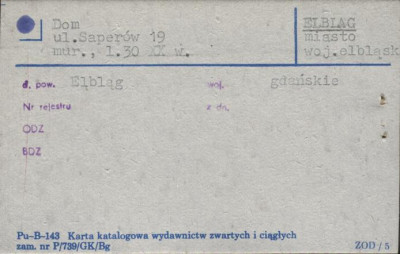 Dom
ul.Saperów 19
mur., 1.30 XX w.
ELBLĄG
miasto
woj.elbląsk
d. pow. Elbląg woj. gdańskie
Nr rejestru z dn.
ODZ
BDZ
Pu-B-143 Karta katalogowa wydawnictw zwartych i ciągłych
zam. nr P/739/GK/Bg
ZOD / 5